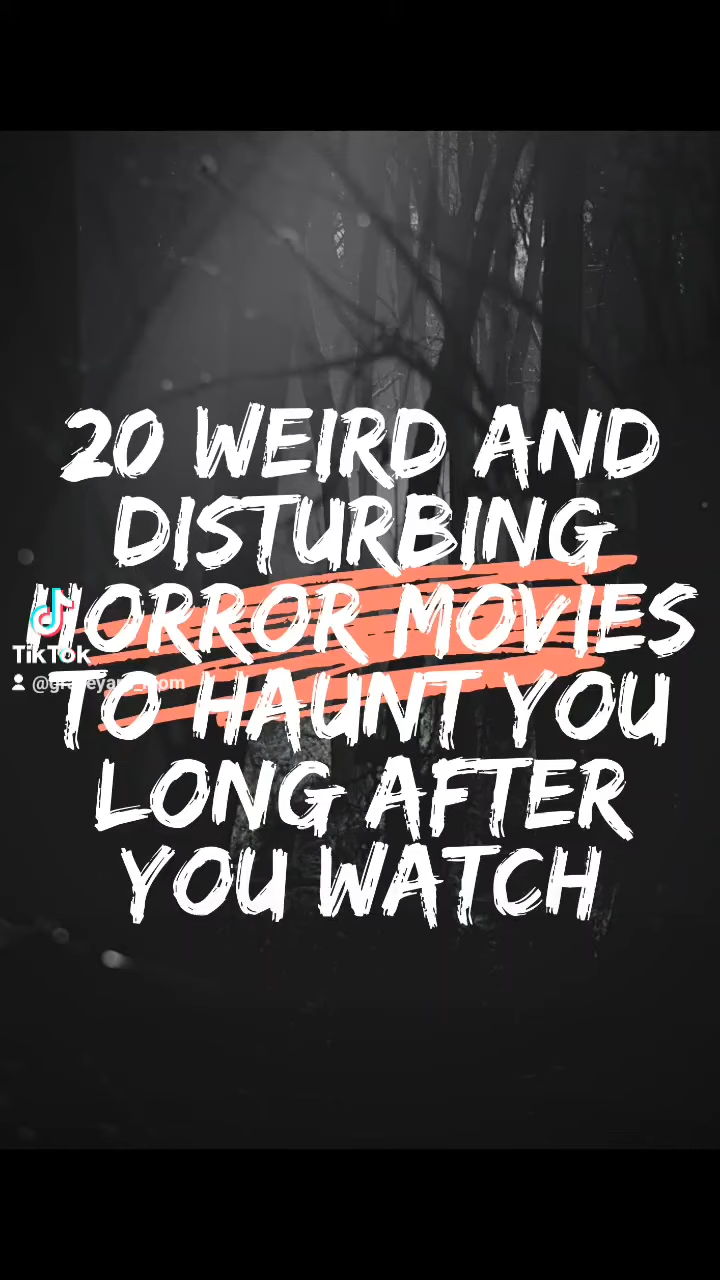 20 WEIRD AND
DISTURBING
HORROR MOVIES
TikTok
TO HAUNT YOU
LONG AFTER
YOU WATCH